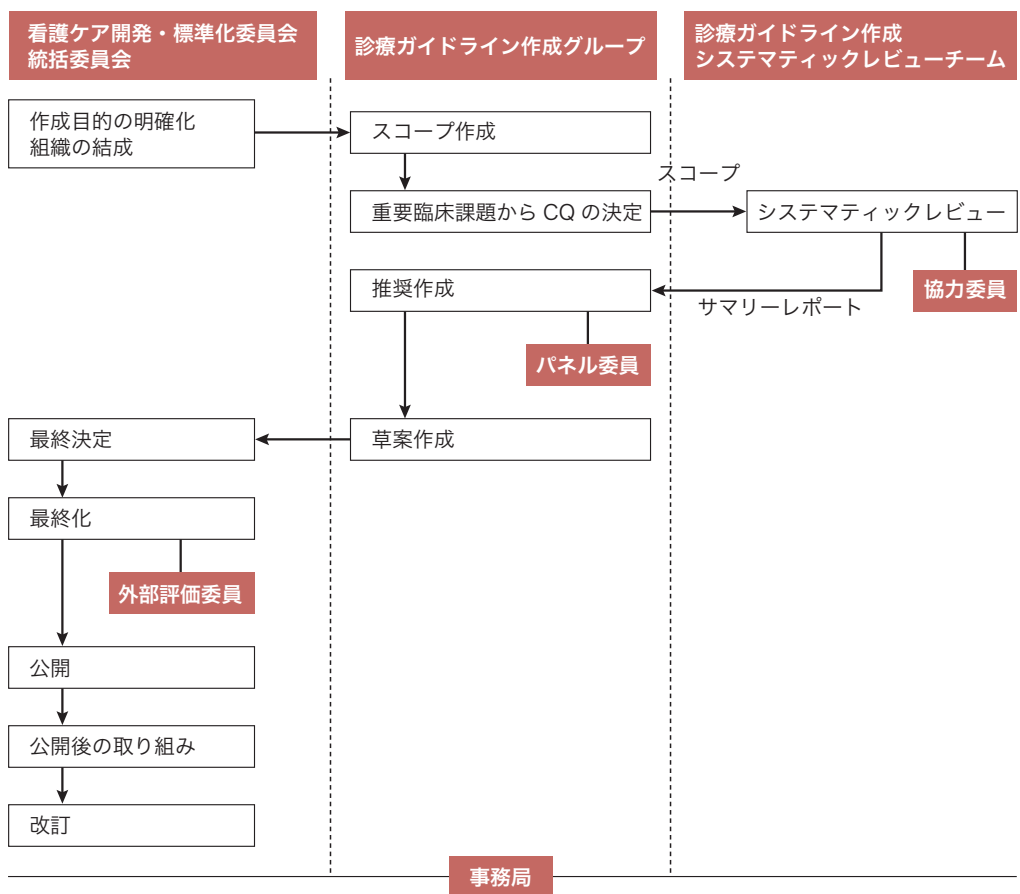 看護ケア開発・標準化委員会
統括委員会
診療ガイドライン作成グループ
診療ガイドライン作成
システマティックレビューチーム
作成目的の明確化
組織の結成
スコープ作成
スコープ
重要臨床課題から CQ の決定
システマティックレビュー
協力委員
推奨作成
サマリーレポート
パネル委員
最終決定
草案作成
最終化
外部評価委員
公開
公開後の取り組み
改訂
事務局